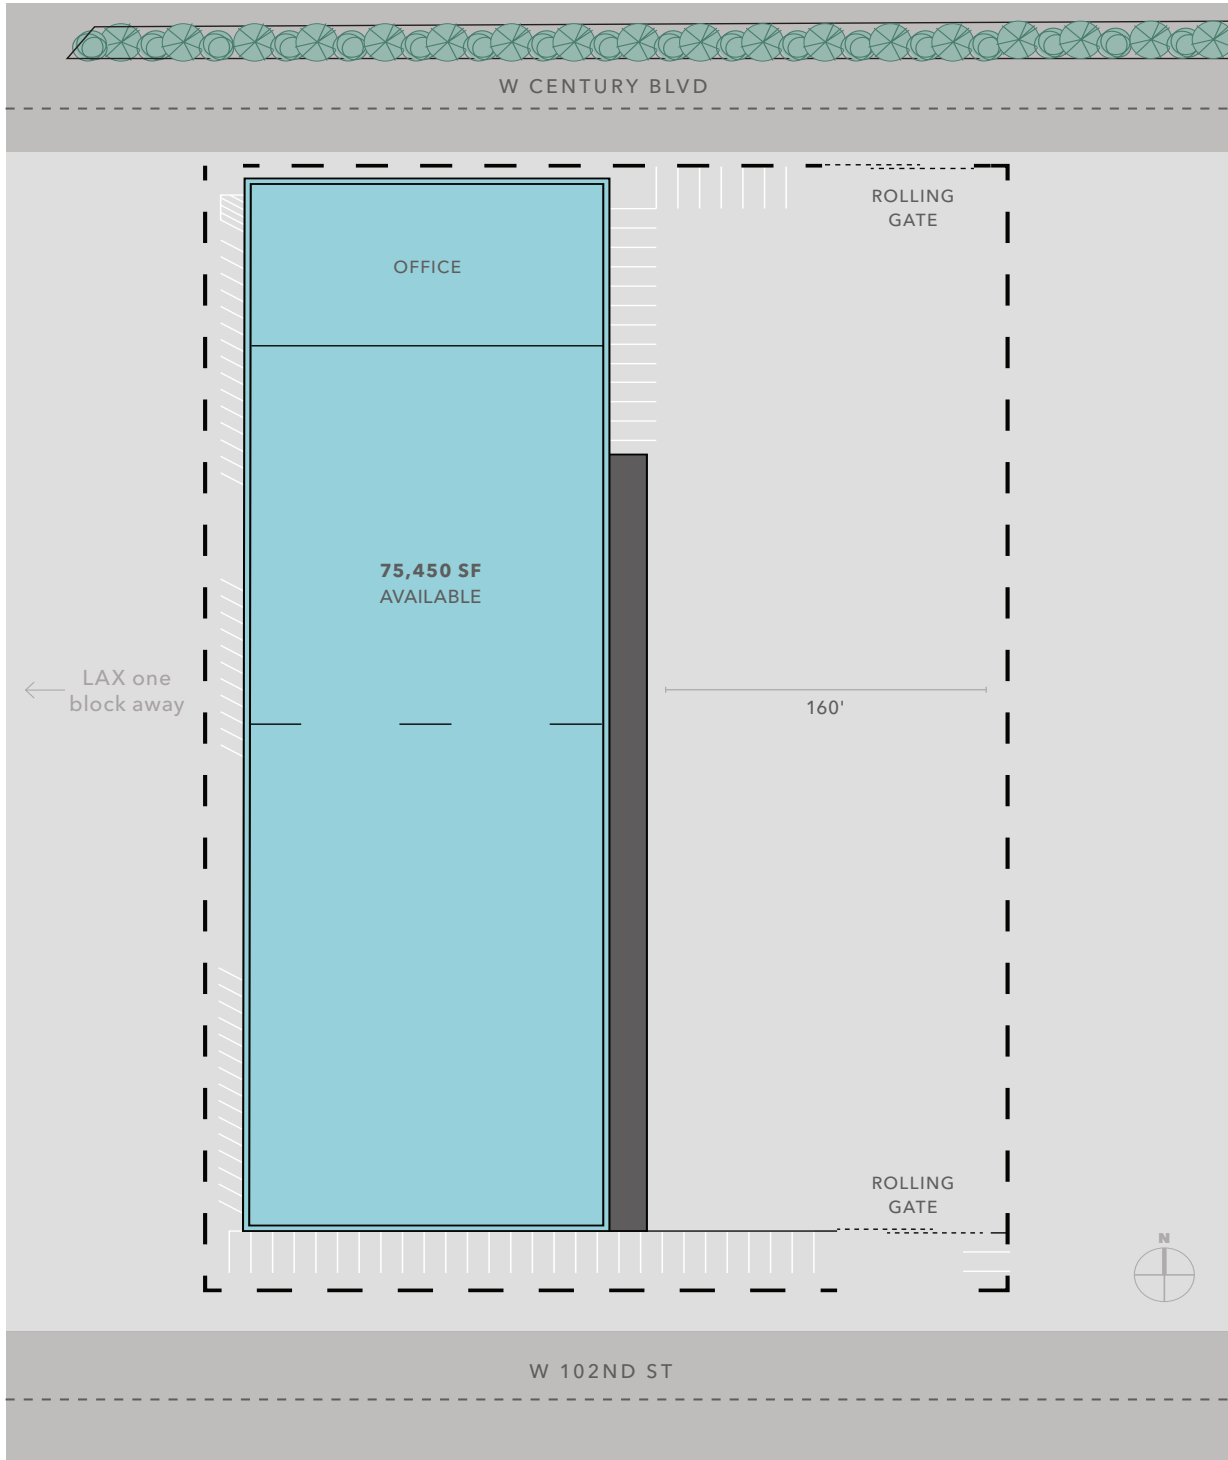 W CENTURY BLVD
ROLLING
GATE
OFFICE
75,450 SF
AVAILABLE
LAX one
block away
160'
ROLLING
GATE
N
W 102ND ST